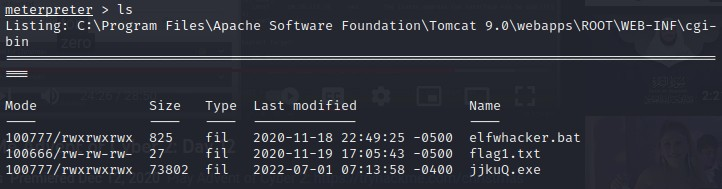 meterpreter > ls
Listing: C:\Program Files\Apache Software Foundation\Tomcat 9.0\webapps\ROOT\WEB-INF\cgi-
bin
Mode Size Type Last modified Name
100777/rwxrwxrwx 825 fil 2020-11-18 22:49:25 -0500 elfwhacker.bat
100666/rw-rw-rw- 27 fil 2020-11-19 17:05:43 -0500 flag1.txt
100777/rwxrwxrwx 73802 fil 2022-07-01 07:13:58 -0400 jjkuQ.exe